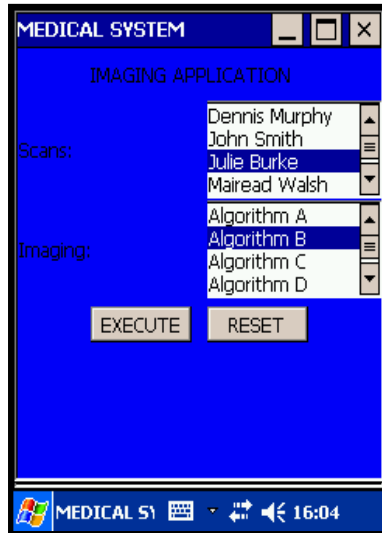 MEDICAL SYSTEM
IMAGING APPLICATION
Scans:
Dennis Murphy
John Smith
Julie Burke
Mairead Walsh
Imaging:
Algorithm A
Algorithm B
Algorithm C
Algorithm D
EXECUTE RESET
MEDICAL SY 16:04